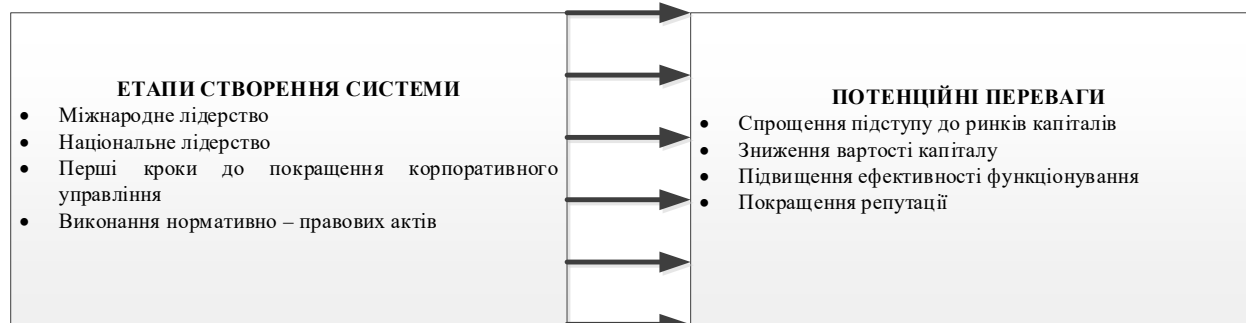 ЕТАПИ СТВОРЕННЯ СИСТЕМИ
• Міжнародне лідерство
• Національне лідерство
• Перші кроки до покращення корпоративного
управління
• Виконання нормативно – правових актів
ПОТЕНЦІЙНІ ПЕРЕВАГИ
• Спрощення підступу до ринків капіталів
• Зниження вартості капіталу
• Підвищення ефективності функціонування
• Покращення репутації